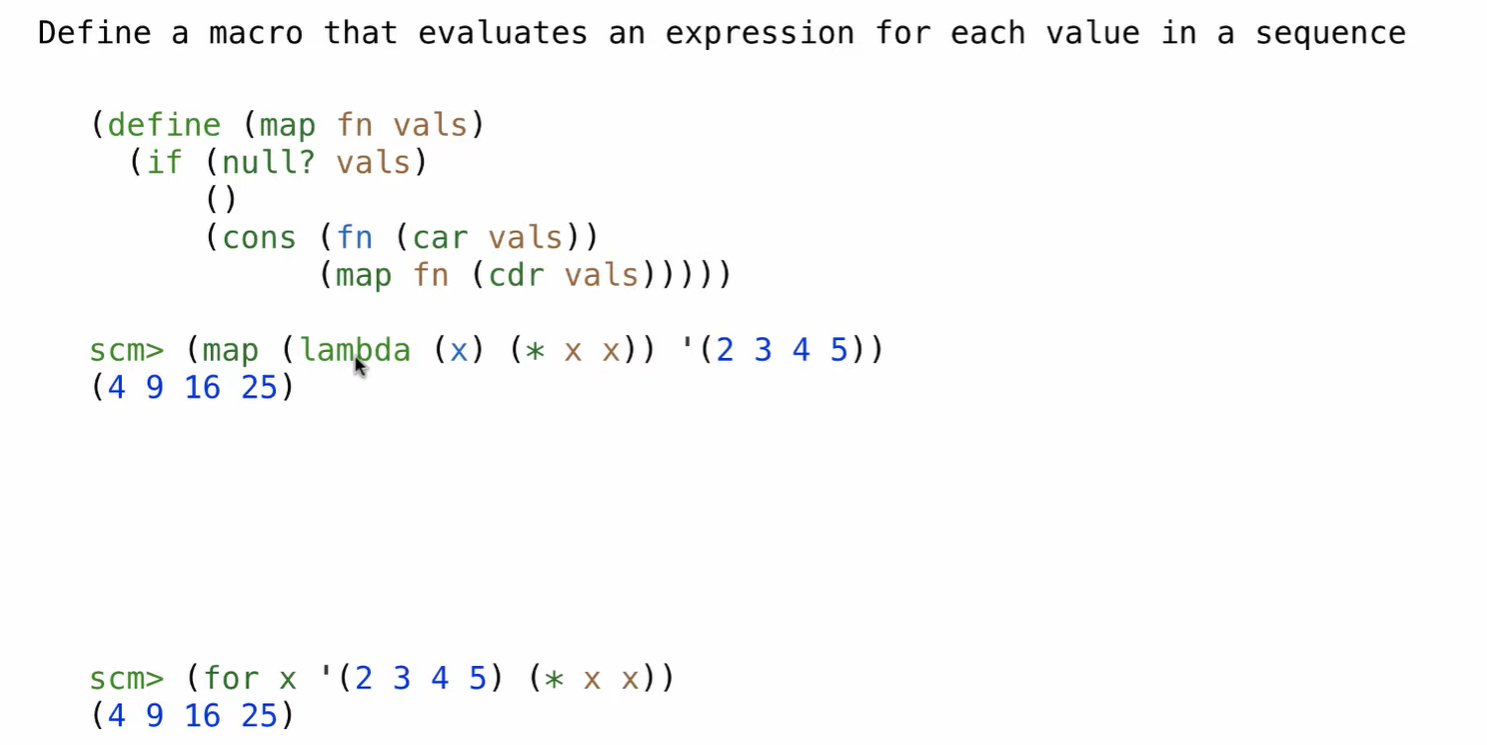 Define a macro that evaluates an expression for each value in a sequence
(define (map fn vals)
(if (null? vals)
()
(cons (fn (car vals))
(map fn (cdr vals)))))
scm> (map (lambda (x) (* x x)) '(2 3 4 5))
(4 9 16 25)
scm> (for x '(2 3 4 5) (* x x))
(4 9 16 25)